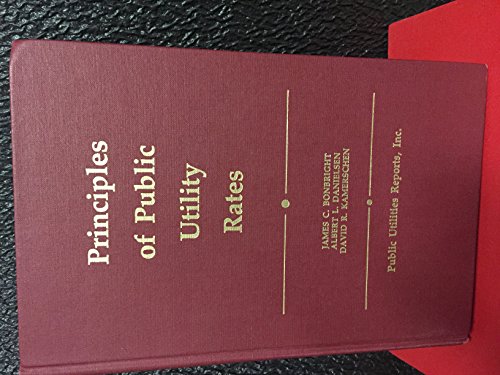 Principles
of Public
Utility
Rates
JAMES C. BONBRIGHT
ALBERT L. DANIELSEN
DAVID R. KAMERSCHEN
Public Utilities Reports, Inc.